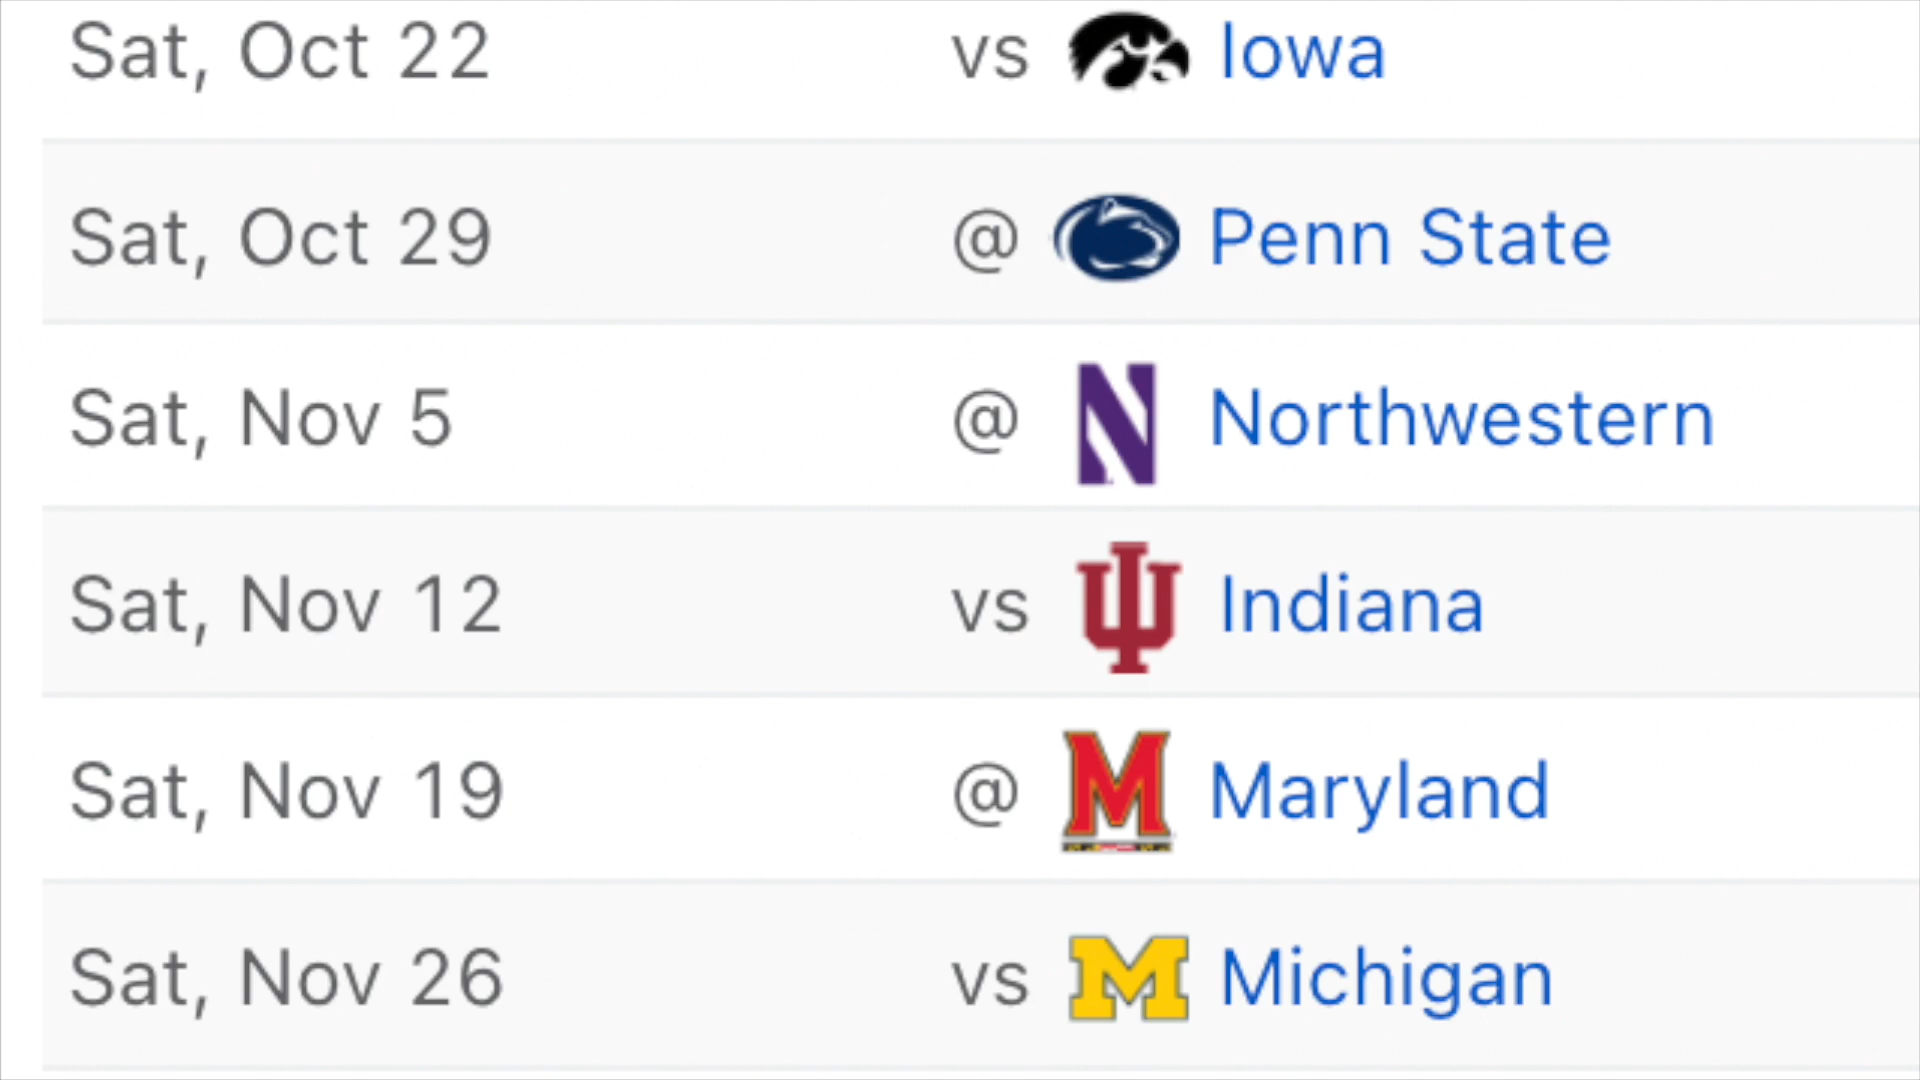 Sat, Oct 22 vs Iowa
Sat, Oct 29 @ Penn State
Sat, Nov 5 @ N Northwestern
Sat, Nov 12 vs Indiana
Sat, Nov 19 @ M Maryland
Sat, Nov 26 vs M Michigan